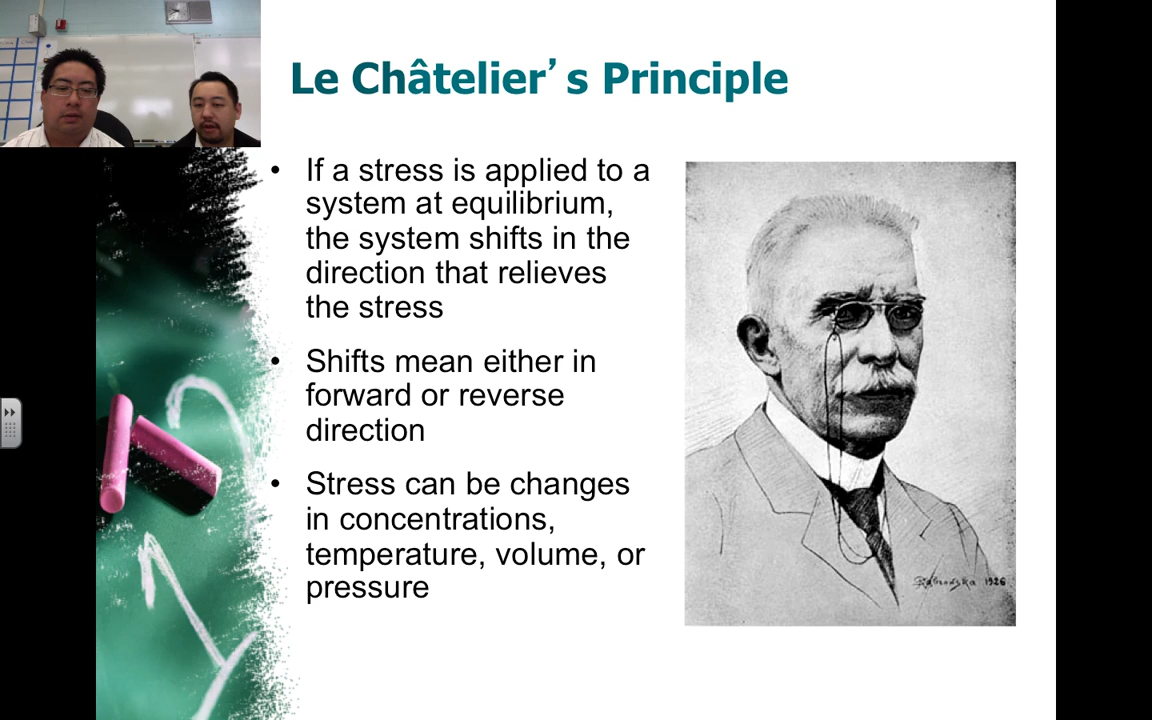 Le Châtelier’s Principle
• If a stress is applied to a
system at equilibrium,
the system shifts in the
direction that relieves
the stress
• Shifts mean either in
forward or reverse
direction
• Stress can be changes
in concentrations,
temperature, volume, or
pressure
1926